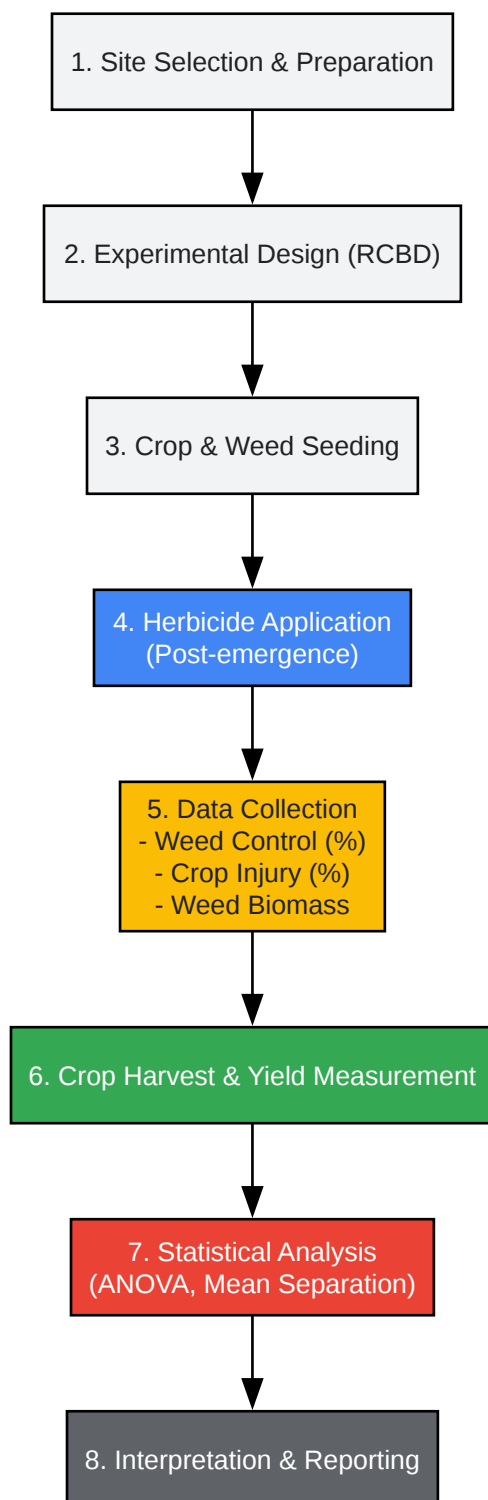 1. Site Selection & Preparation
2. Experimental Design (RCBD)
3. Crop & Weed Seeding
4. Herbicide Application
(Post-emergence)
5. Data Collection
- Weed Control (%)
- Crop Injury (%)
- Weed Biomass
6. Crop Harvest & Yield Measurement
7. Statistical Analysis
(ANOVA, Mean Separation)
8. Interpretation & Reporting